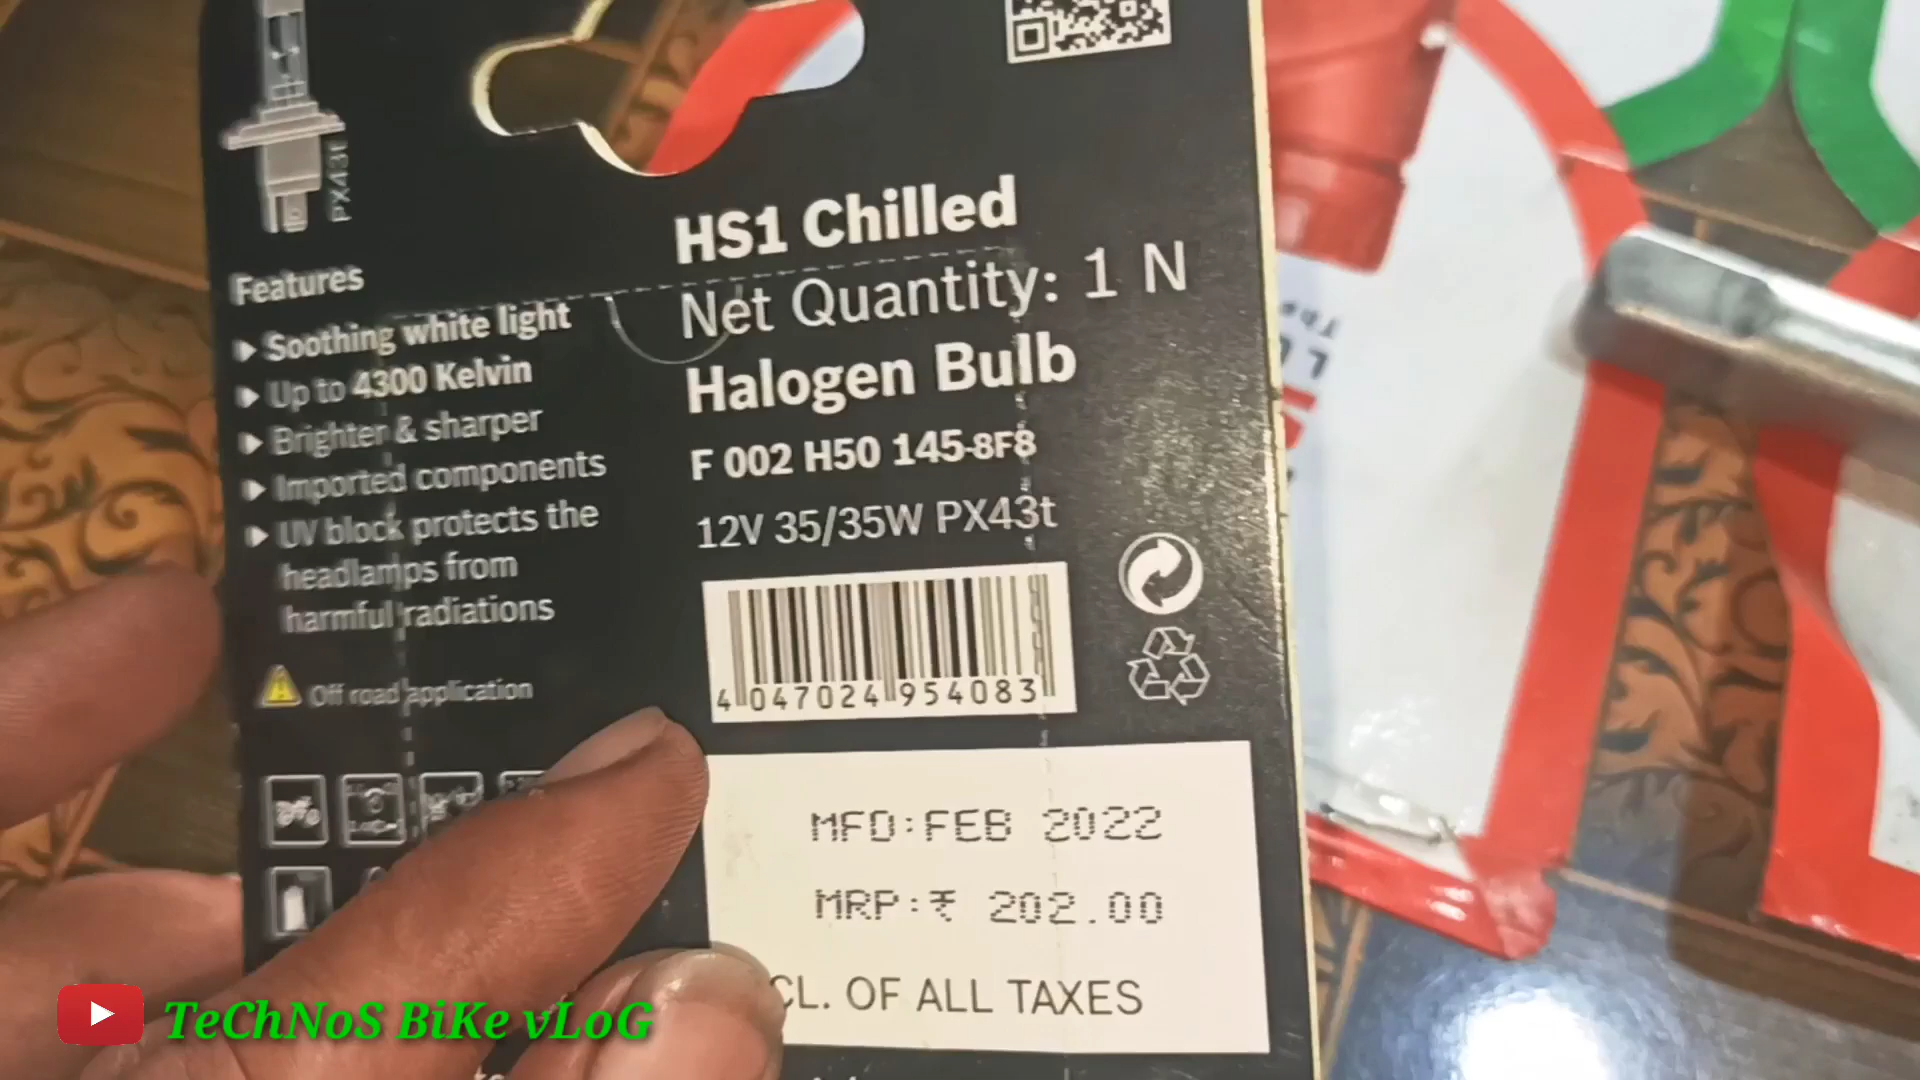 PX43t
HS1 Chilled
Net Quantity: 1 N
Halogen Bulb
F 002 H50 145-8F8
12V 35/35W PX43t
Features
Soothing white light
Up to 4300 Kelvin
Brighter & sharper
Imported components
UV block protects the
headlamps from
harmful radiations
Off road application
4 047024 954083
MFD:FEB 2022
MRP:₹ 202.00
CL. OF ALL TAXES
TeChNoS BiKe vLoG